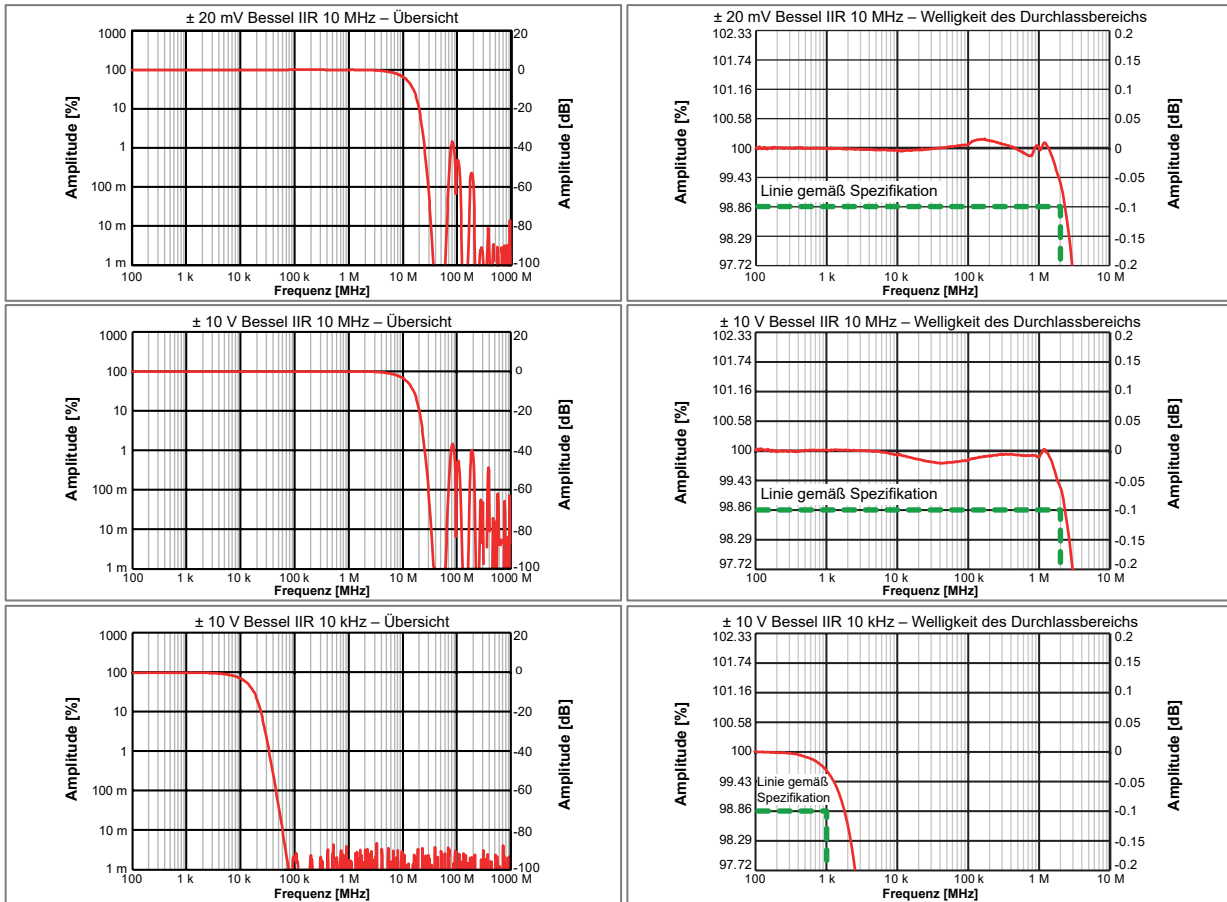 ± 20 mV Bessel IIR 10 MHz – Übersicht
1000
100
10
1
100 m
10 m
1 m
Amplitude [%]
20
0
-20
-40
-60
-80
-100
Amplitude [dB]
100 1 k 10 k 100 k 1 M 10 M 100 M 1000 M
Frequenz [MHz]
± 20 mV Bessel IIR 10 MHz – Welligkeit des Durchlassbereichs
102.33
101.74
101.16
100.58
100
99.43
98.86
98.29
97.72
Amplitude [%]
Linie gemäß Spezifikation
0.2
0.15
0.1
0.05
0
-0.05
-0.1
-0.15
-0.2
Amplitude [dB]
100 1 k 10 k 100 k 1 M 10 M
Frequenz [MHz]
± 10 V Bessel IIR 10 MHz – Übersicht
1000
100
10
1
100 m
10 m
1 m
Amplitude [%]
20
0
-20
-40
-60
-80
-100
Amplitude [dB]
100 1 k 10 k 100 k 1 M 10 M 100 M 1000 M
Frequenz [MHz]
± 10 V Bessel IIR 10 MHz – Welligkeit des Durchlassbereichs
102.33
101.74
101.16
100.58
100
99.43
98.86
98.29
97.72
Amplitude [%]
Linie gemäß Spezifikation
0.2
0.15
0.1
0.05
0
-0.05
-0.1
-0.15
-0.2
Amplitude [dB]
100 1 k 10 k 100 k 1 M 10 M
Frequenz [MHz]
± 10 V Bessel IIR 10 kHz – Übersicht
1000
100
10
1
100 m
10 m
1 m
Amplitude [%]
20
0
-20
-40
-60
-80
-100
Amplitude [dB]
100 1 k 10 k 100 k 1 M 10 M 100 M 1000 M
Frequenz [MHz]
± 10 V Bessel IIR 10 kHz – Welligkeit des Durchlassbereichs
102.33
101.74
101.16
100.58
100
99.43
98.86
98.29
97.72
Amplitude [%]
Linie gemäß
Spezifikation
0.2
0.15
0.1
0.05
0
-0.05
-0.1
-0.15
-0.2
Amplitude [dB]
100 1 k 10 k 100 k 1 M 10 M
Frequenz [MHz]